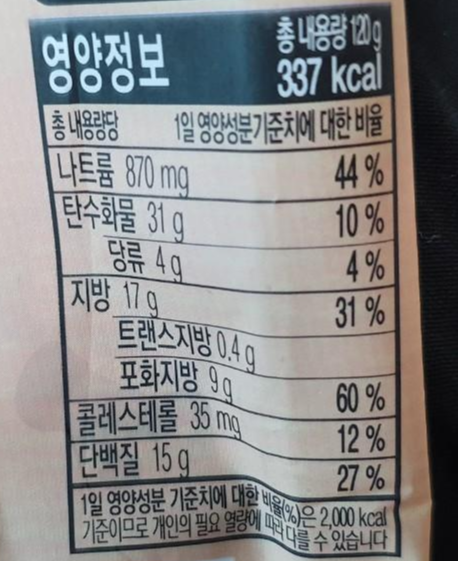 영양정보
총 내용량 120g
337 kcal
총 내용량당 1일 영양성분기준치에 대한 비율
나트륨 870 mg 44 %
탄수화물 31 g 10 %
당류 4 g 4 %
지방 17 g 31 %
트랜스지방 0.4 g
포화지방 9 g 60 %
콜레스테롤 35 mg 12 %
단백질 15 g 27 %
1일 영양성분 기준치에 대한 비율(%)은 2,000 kcal
기준이므로 개인의 필요 열량에 따라 다를 수 있습니다